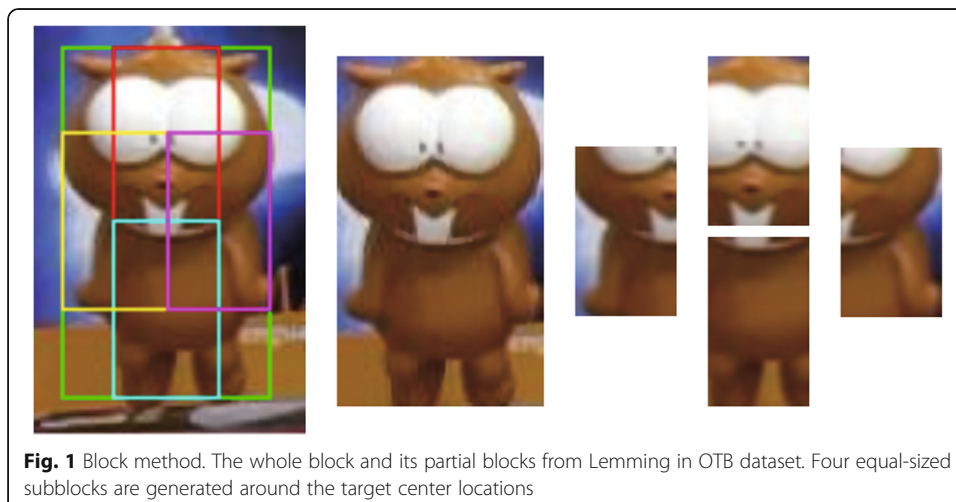 Fig. 1 Block method. The whole block and its partial blocks from Lemming in OTB dataset. Four equal-sized
subblocks are generated around the target center locations